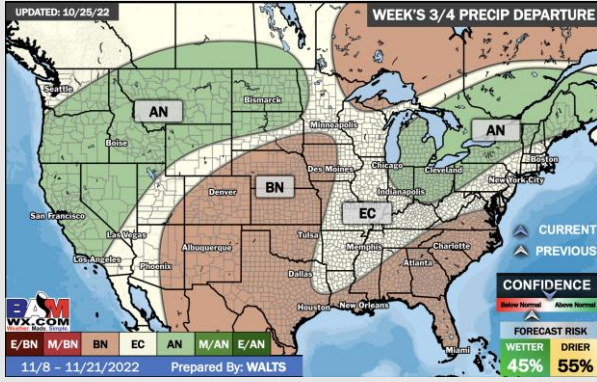 UPDATED: 10/25/22
WEEK'S 3/4 PRECIP DEPARTURE
Seattle
AN
Bismarck
Boise
Minneapolis
AN
Boston
Chicago
Cleveland
New York City
Des Moines
BN
Denver
Indianapolis
San Francisco
EC
Las Vegas
Tulsa
Memphis
Charlotte
Los Angeles
Albuquerque
Phoenix
Atlanta
Dallas
Houston
New Orleans
Miami
CURRENT
PREVIOUS
CONFIDENCE
Below Normal
Above Normal
FORECAST RISK
WETTER
DRIER
45%
55%
BAM
WX.COM
Weather. Made. Simple.
E/BN
M/BN
BN
EC
AN
M/AN
E/AN
11/8 – 11/21/2022
Prepared By: WALTS